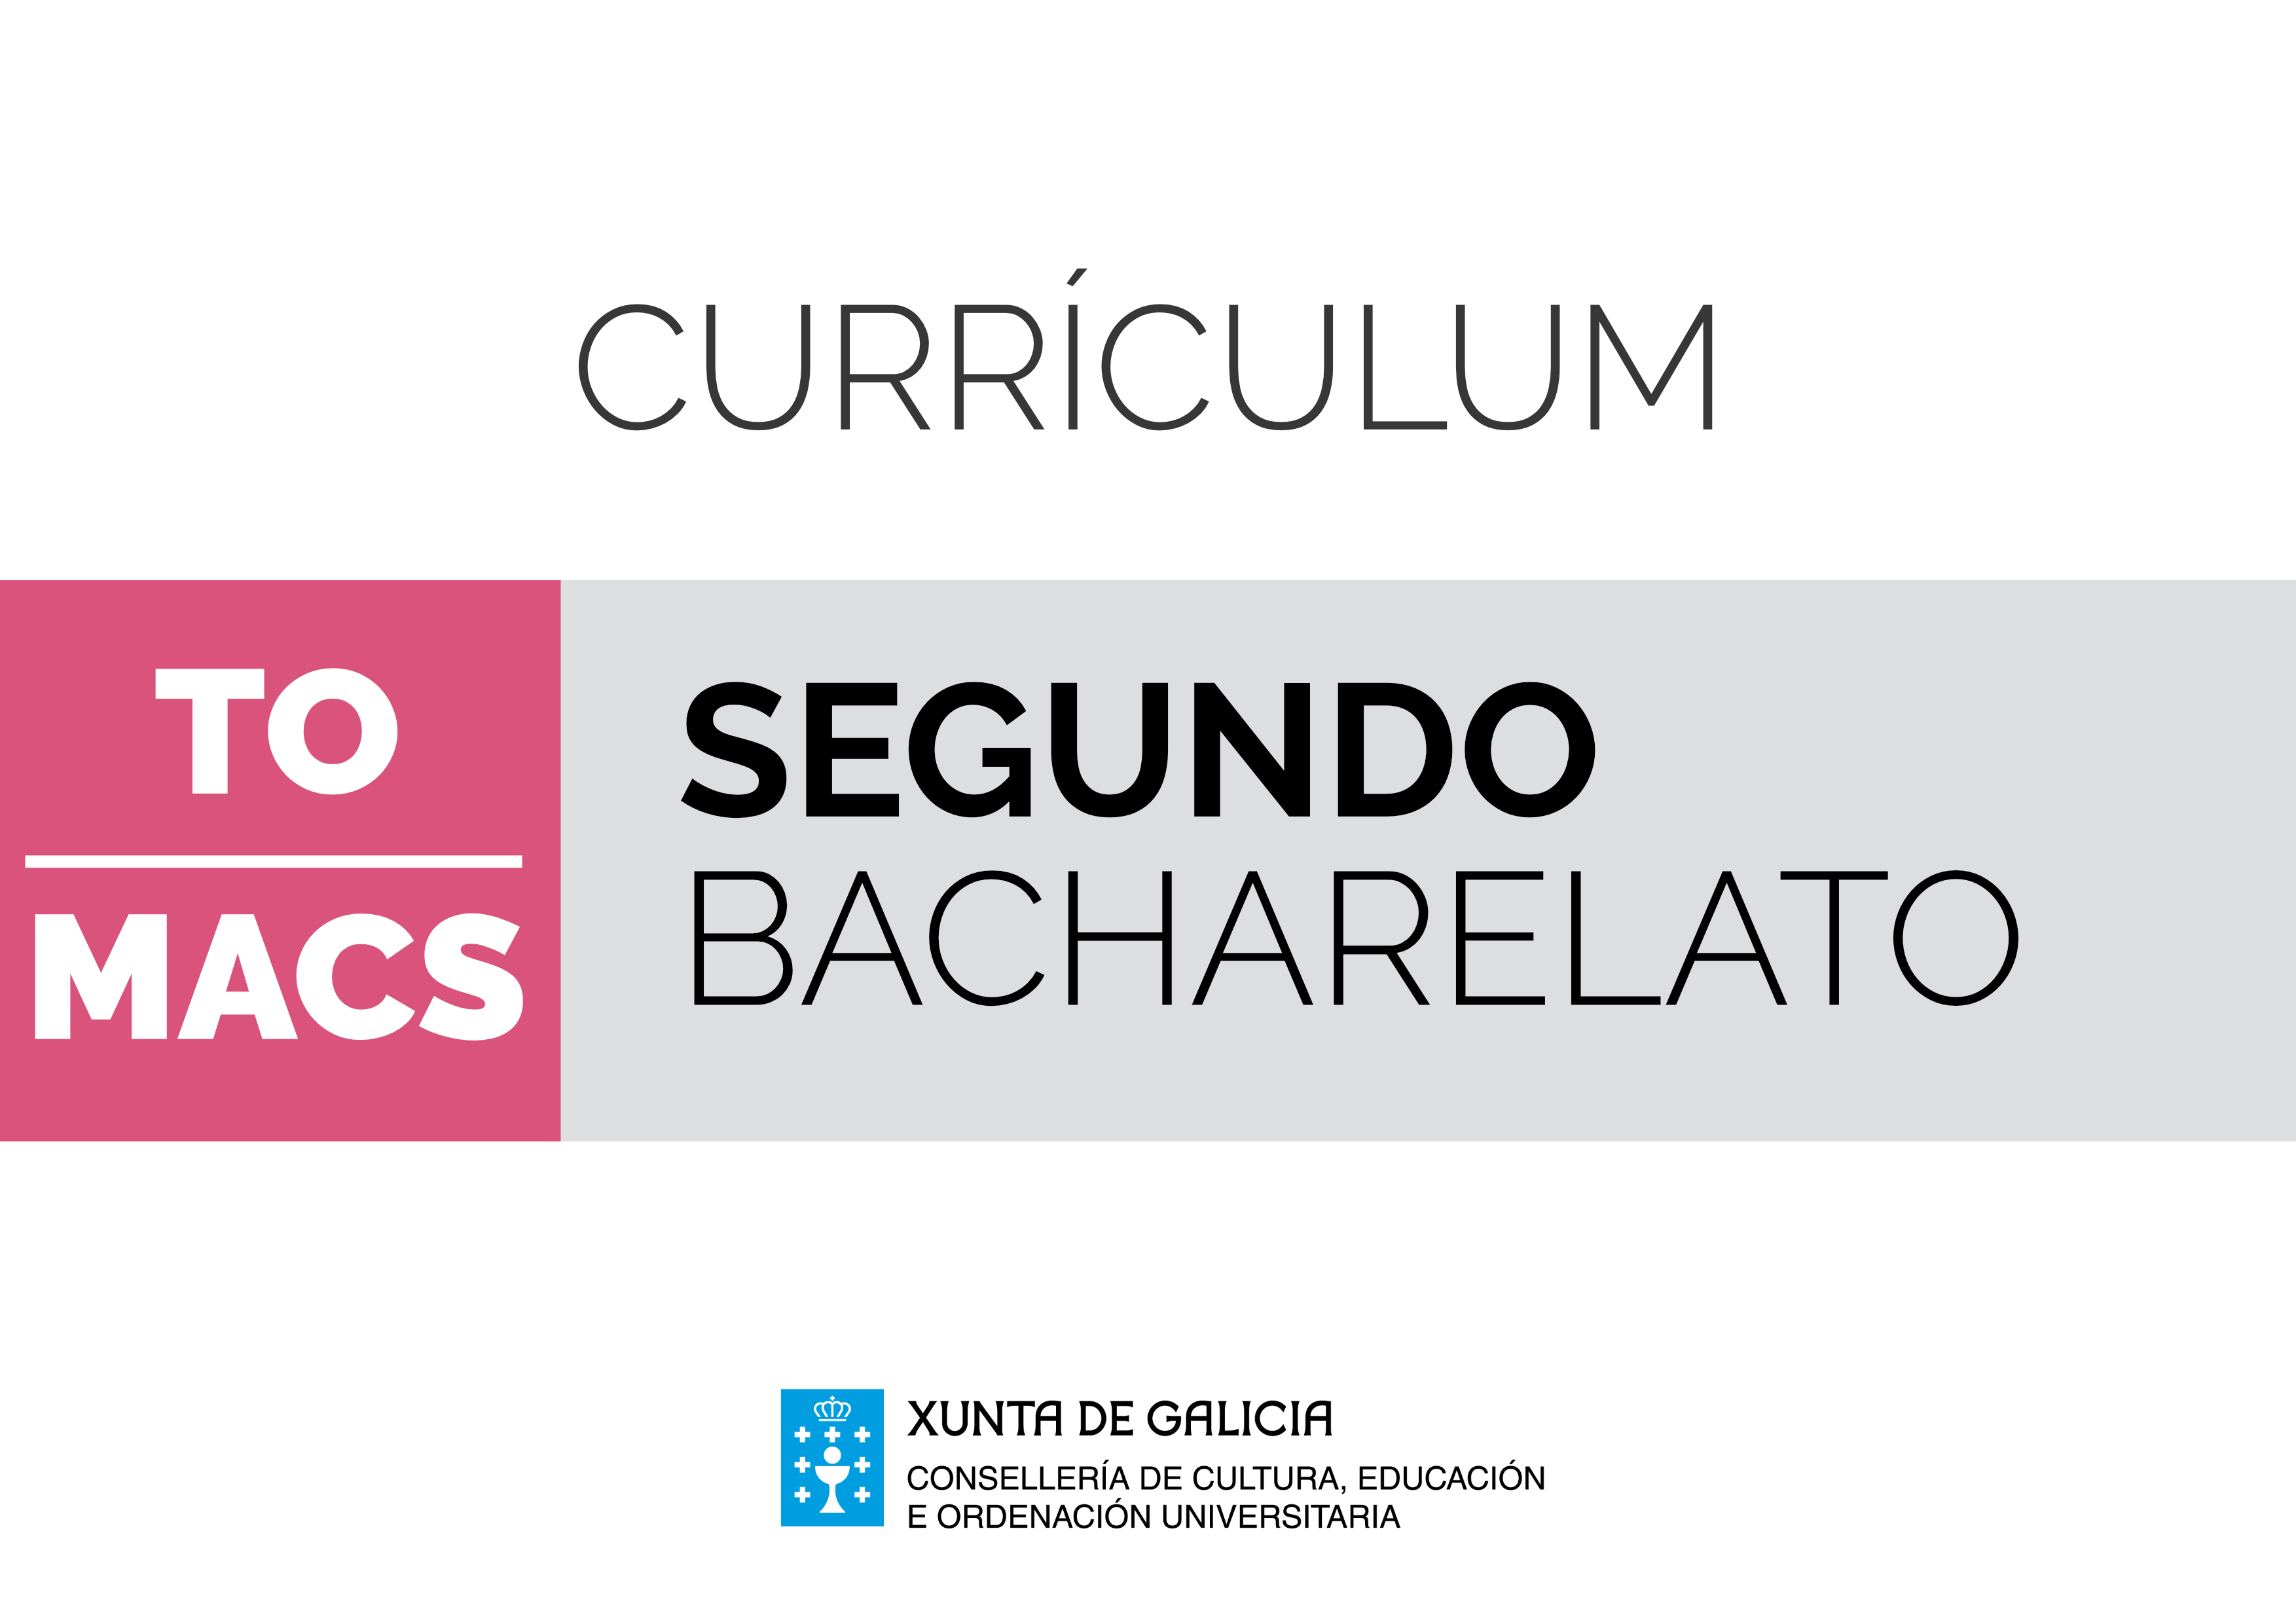 CURRÍCULUM
TO
MACS
SEGUNDO
BACHARELATO
XUNTA DE GALICIA
CONSELLERÍA DE CULTURA, EDUCACIÓN
E ORDENACIÓN UNIVERSITARIA